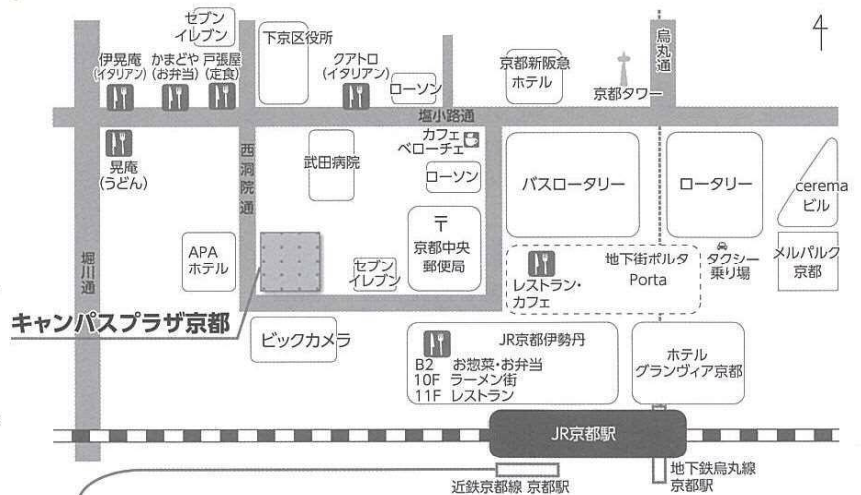 セブン
イレブン
下京区役所
伊晃庵
(イタリアン)
かまどや
(お弁当)
戸張屋
(定食)
クアトロ
(イタリアン)
ローソン
京都新阪急
ホテル
京都タワー
烏丸通
塩小路通
晃庵
(うどん)
西洞院通
武田病院
カフェ
ベローチェ
ローソン
バスロータリー
ロータリー
cerema
ビル
堀川通
APA
ホテル
セブン
イレブン
〒
京都中央
郵便局
レストラン・
カフェ
地下街ポルタ
Porta
タクシー
乗り場
メルパルク
京都
キャンパスプラザ京都
ビックカメラ
JR京都伊勢丹
B2 お惣菜・お弁当
10F ラーメン街
11F レストラン
ホテル
グランヴィア京都
JR京都駅
近鉄京都線 京都駅
地下鉄烏丸線
京都駅